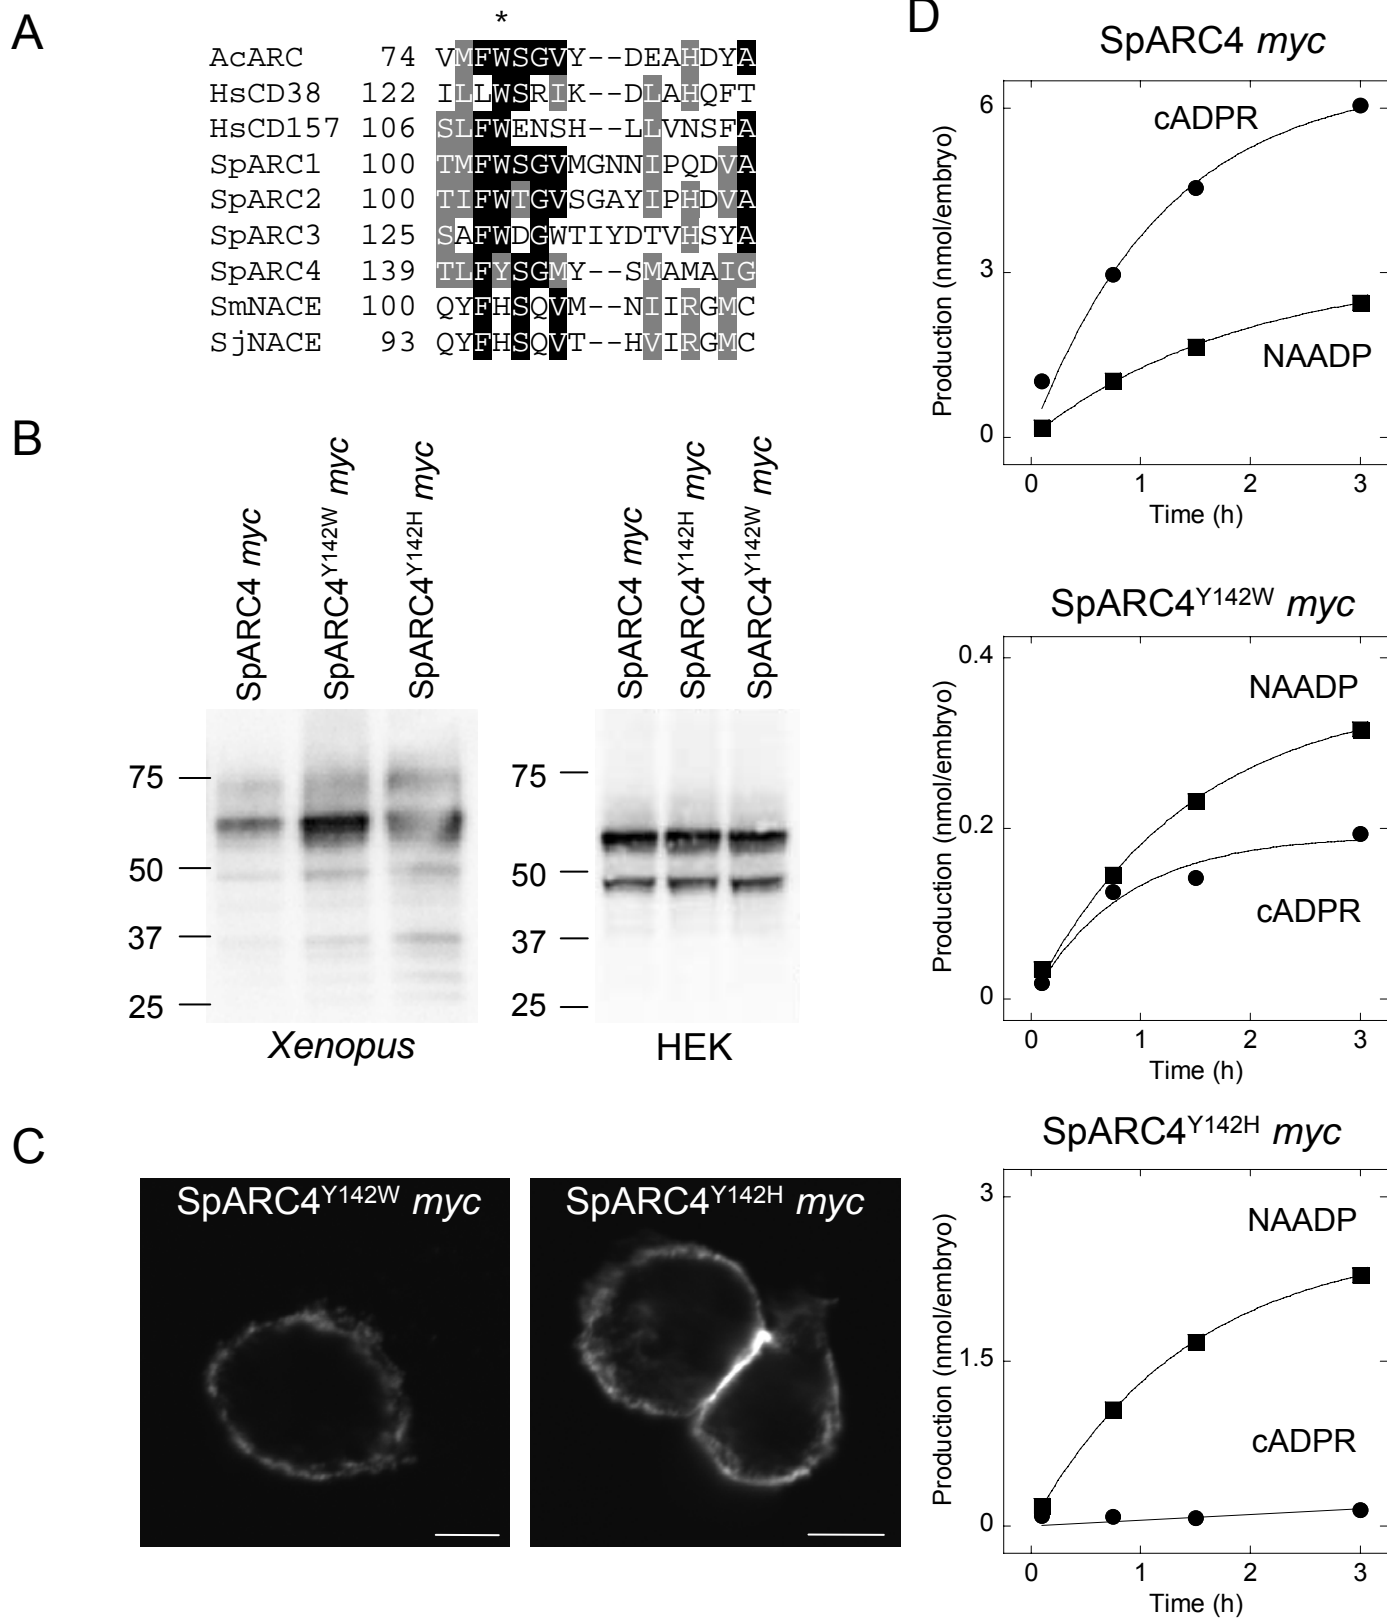 A
*
AcARC 74 VMFWSGVY--DEAHDYA
HsCD38 122 ILLWSRIK--DLAHQFT
HsCD157 106 SLFWENSH--LLVNSFA
SpARC1 100 TMFWSGVMGNNIPQDVA
SpARC2 100 TIFWTGVSGAYIPHDVA
SpARC3 125 SAFWDGWTIYDTVHSYA
SpARC4 139 TLFYSGMY--SMAMAIG
SmNACE 100 QYFHSQVM--NIIRGMC
SjNACE 93 QYFHSQVT--HVIRGMC
B
SpARC4 myc
SpARC4Y142W myc
SpARC4Y142H myc
75
50
37
25
Xenopus
SpARC4 myc
SpARC4Y142H myc
SpARC4Y142W myc
75
50
37
25
HEK
C
SpARC4Y142W myc
SpARC4Y142H myc
D
SpARC4 myc
Production (nmol/embryo)
6
3
0
cADPR
NAADP
0 1 2 3
Time (h)
SpARC4Y142W myc
Production (nmol/embryo)
0.4
0.2
0
NAADP
cADPR
0 1 2 3
Time (h)
SpARC4Y142H myc
Production (nmol/embryo)
3
1.5
0
NAADP
cADPR
0 1 2 3
Time (h)